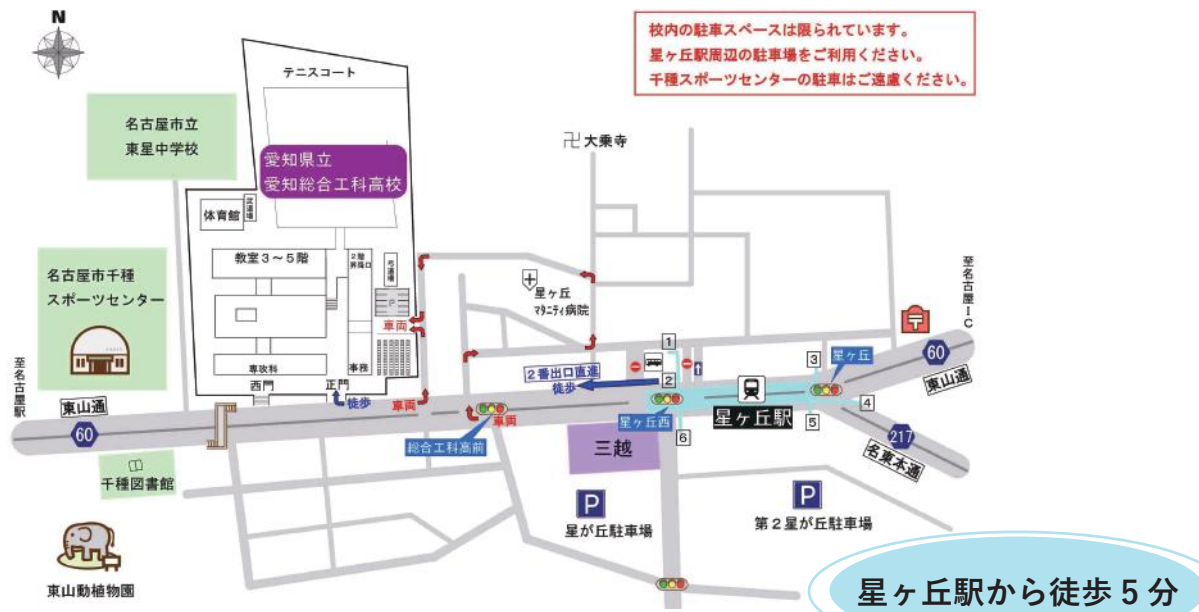 N
校内の駐車スペースは限られています。
星ヶ丘駅周辺の駐車場をご利用ください。
千種スポーツセンターの駐車はご遠慮ください。
テニスコート
名古屋市立
東星中学校
愛知県立
愛知総合工科高校
卍 大乗寺
体育館
武道場
教室3~5階
2階
昇降口
弓道場
P
車両
名古屋市千種
スポーツセンター
星ヶ丘
マタニティ病院
至名古屋IC
専攻科
事務
西門
正門
徒歩
車両
2番出口直進
徒歩
1
2
3
4
5
6
星ヶ丘
60
東山通
至名古屋駅
東山通
60
総合工科高前
車両
星ヶ丘西
星ヶ丘駅
217
名東本通
三越
千種図書館
P
星が丘駐車場
P
第2星が丘駐車場
東山動植物園
星ヶ丘駅から徒歩5分